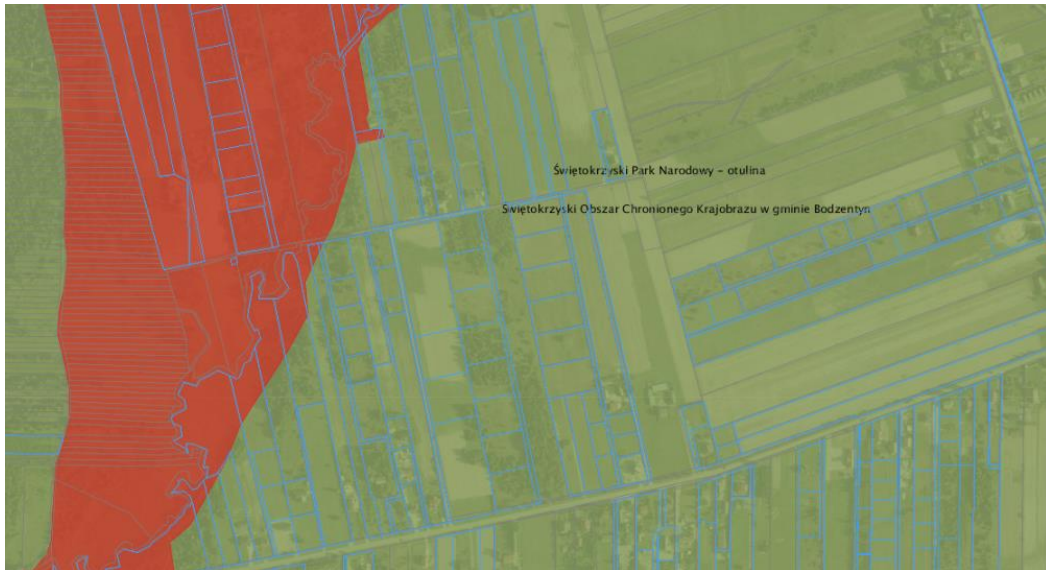 Świętokrzyski Park Narodowy – otulina
Świętokrzyski Obszar Chronionego Krajobrazu w gminie Bodzentyn